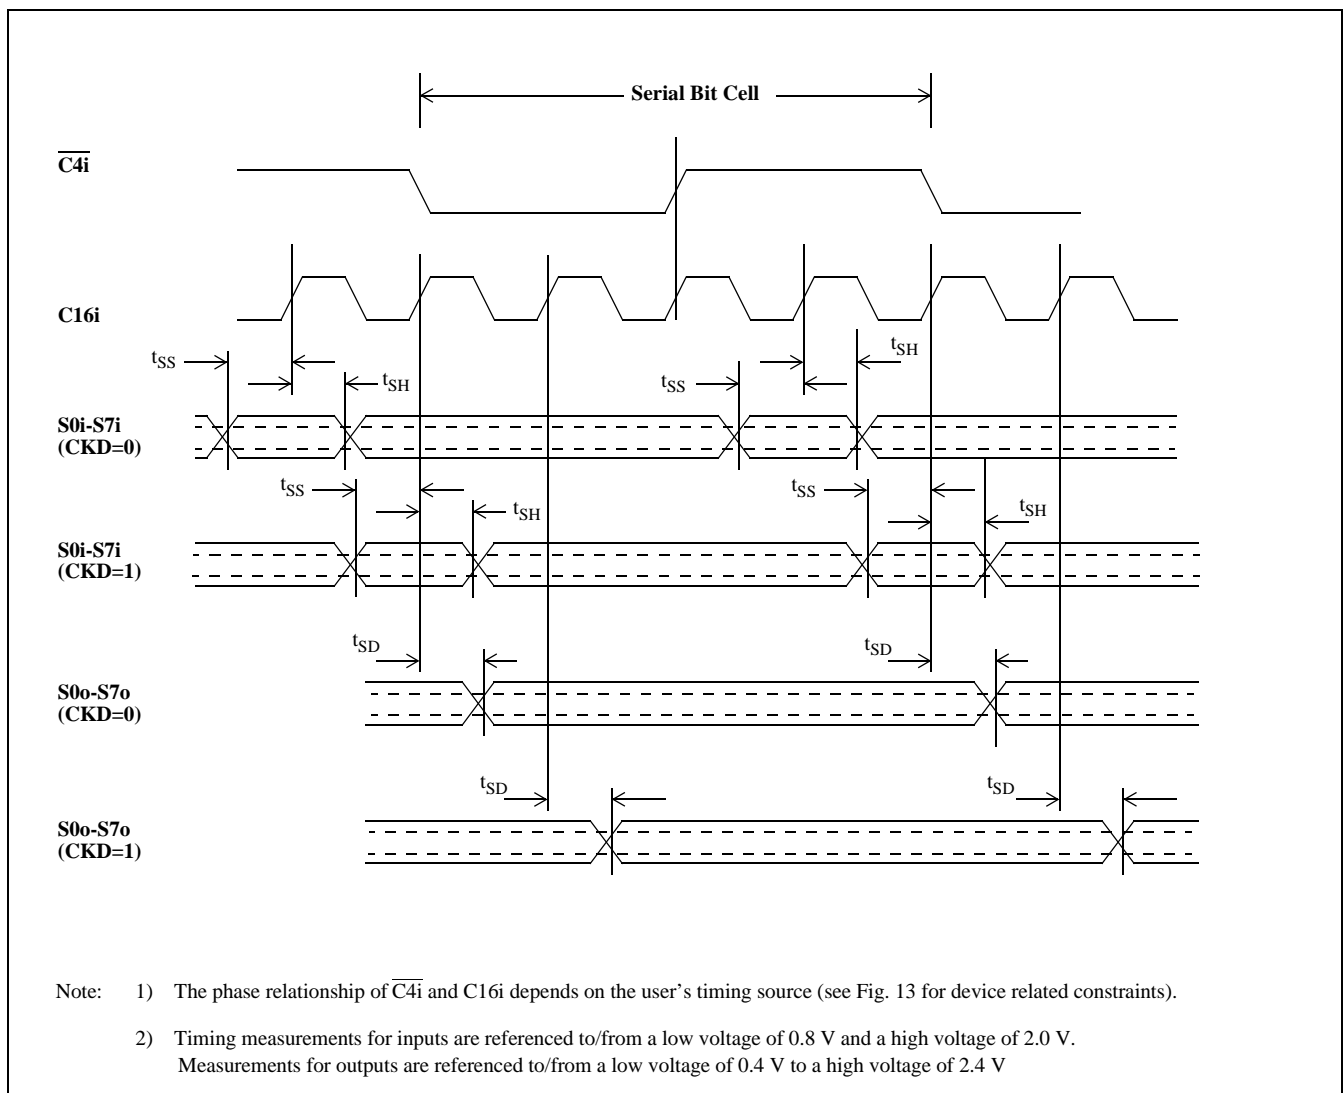 Serial Bit Cell
C4i
C16i
tSS
tSH
tSS
tSH
S0i-S7i
(CKD=0)
tSS
tSH
tSS
tSH
S0i-S7i
(CKD=1)
tSD
tSD
S0o-S7o
(CKD=0)
tSD
tSD
S0o-S7o
(CKD=1)
Note: 1) The phase relationship of C4i and C16i depends on the user's timing source (see Fig. 13 for device related constraints).
2) Timing measurements for inputs are referenced to/from a low voltage of 0.8 V and a high voltage of 2.0 V.
Measurements for outputs are referenced to/from a low voltage of 0.4 V to a high voltage of 2.4 V